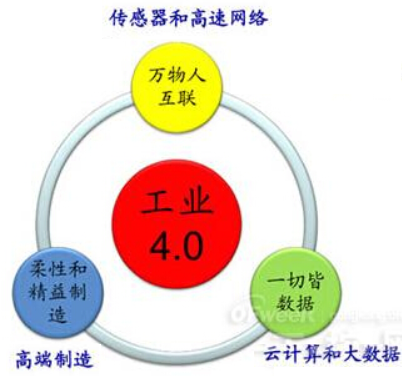 传感器和高速网络
万物人
互联
工业
4.0
柔性和
精益制
造
一切皆
数据
高端制造
云计算和大数据